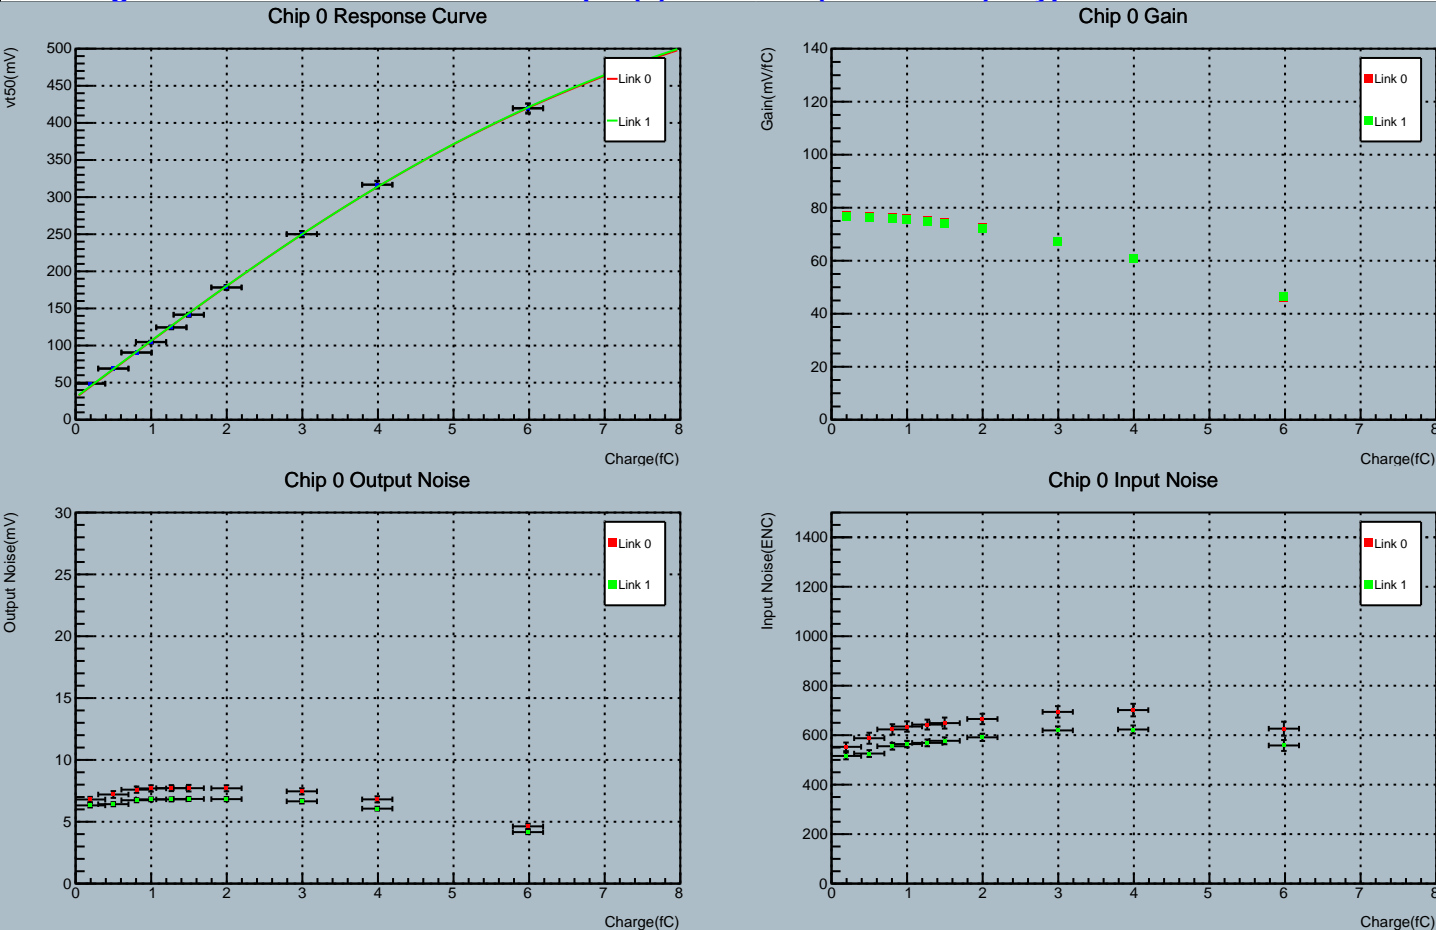 Chip 0 Response Curve
vt50(mV)
500
450
400
350
300
250
200
150
100
50
0
0 1 2 3 4 5 6 7 8
Charge(fC)
Link 0
Link 1
Chip 0 Gain
Gain(mV/fC)
140
120
100
80
60
40
20
0
0 1 2 3 4 5 6 7 8
Charge(fC)
Link 0
Link 1
Chip 0 Output Noise
Output Noise(mV)
30
25
20
15
10
5
0
0 1 2 3 4 5 6 7 8
Charge(fC)
Link 0
Link 1
Chip 0 Input Noise
Input Noise(ENC)
1400
1200
1000
800
600
400
200
0
0 1 2 3 4 5 6 7 8
Charge(fC)
Link 0
Link 1